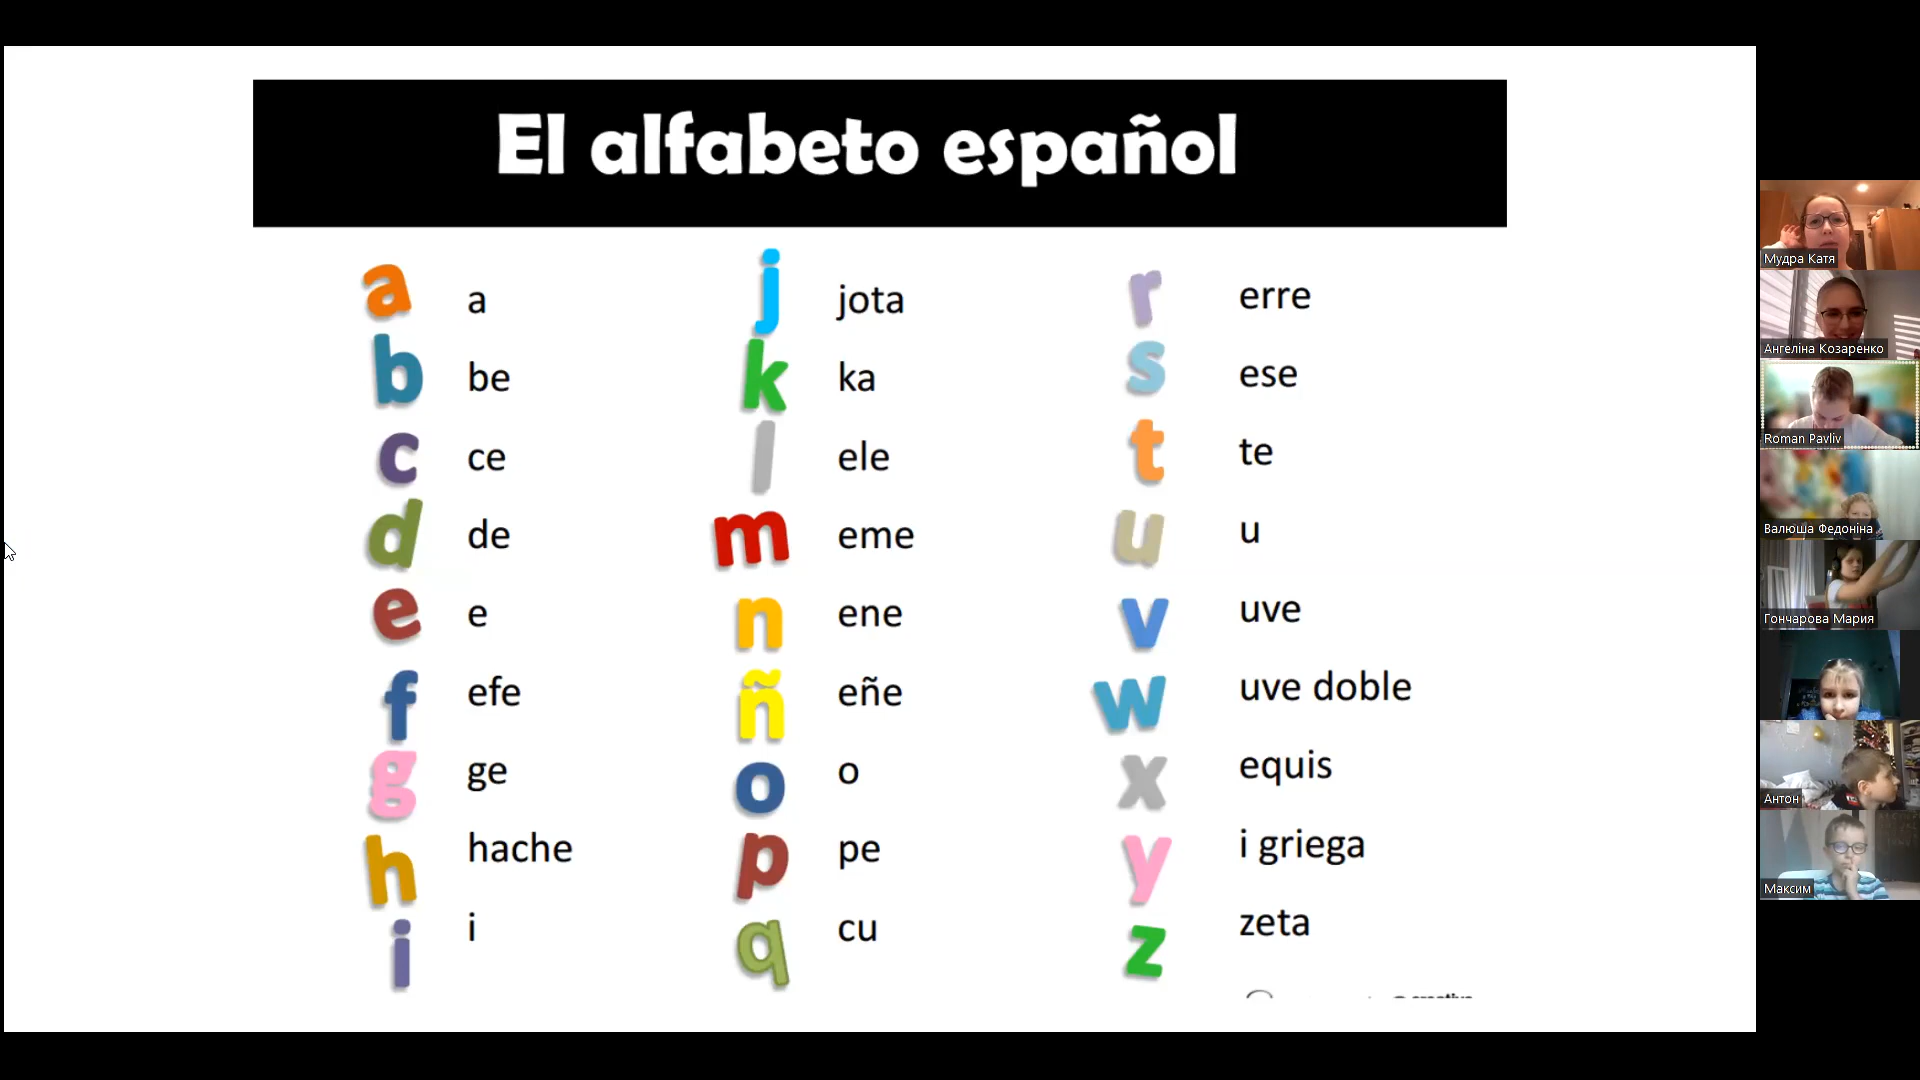 El alfabeto español
a a
b be
c ce
d de
e e
f efe
g ge
h hache
i i
j jota
k ka
l ele
m eme
n ene
ñ eñe
o o
p pe
q cu
r erre
s ese
t te
u u
v uve
w uve doble
x equis
y i griega
z zeta
Мудра Катя
Ангеліна Козаренко
Roman Pavliv
Валюша Федоніна
Гончарова Мария
Антон
Максим